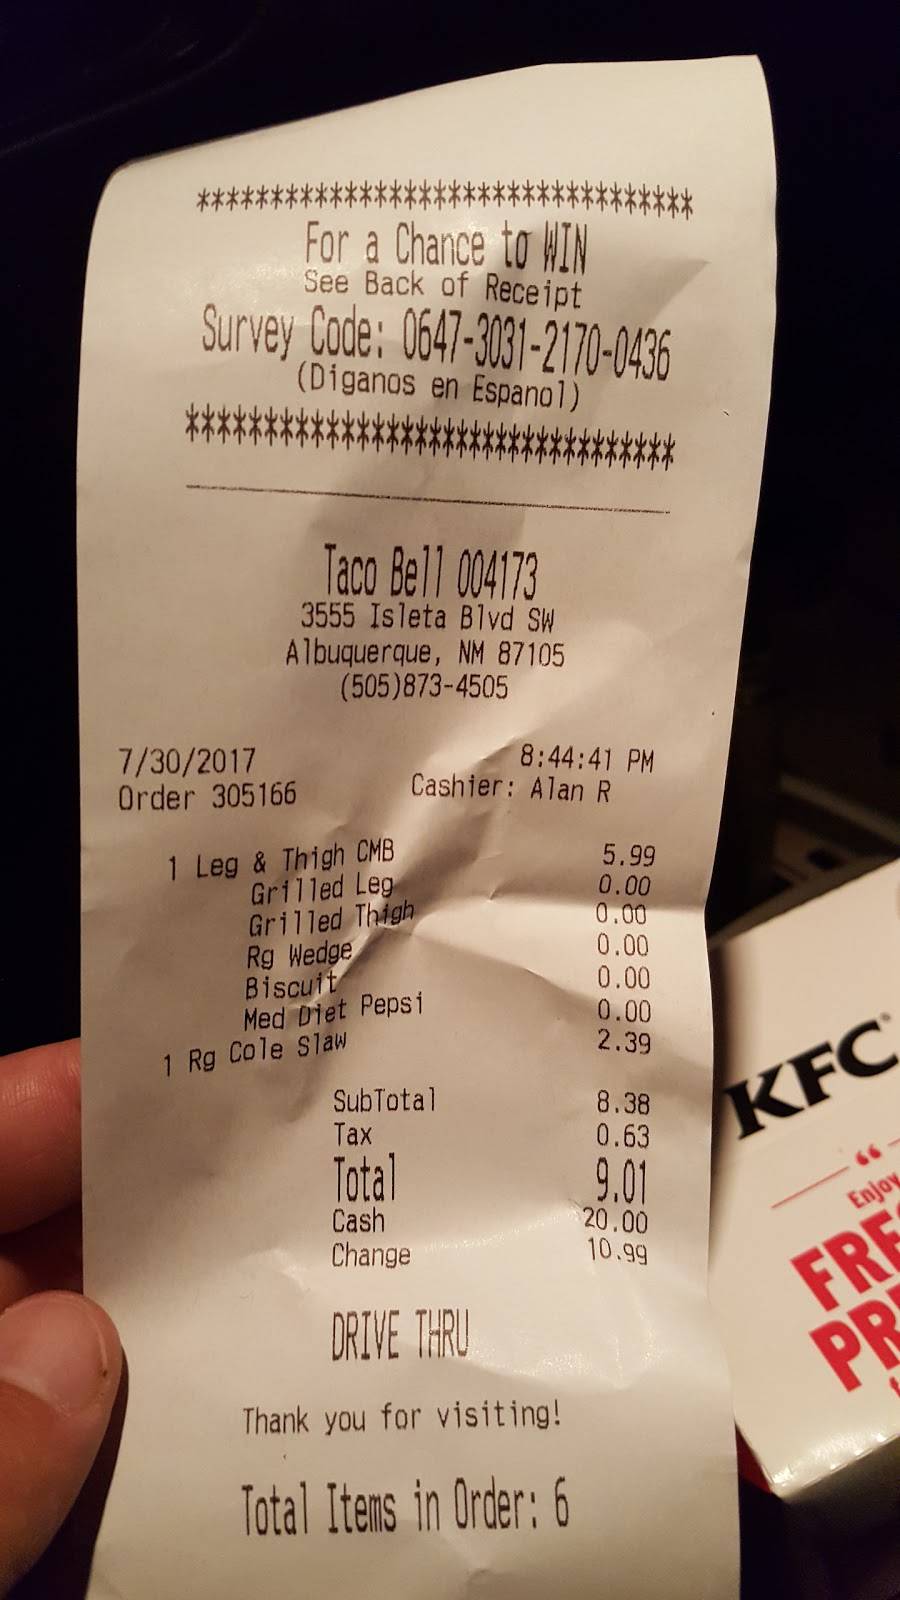 *********************************
For a Chance to WIN
See Back of Receipt
Survey Code: 0647-3031-2170-0436
(Diganos en Espanol)
*********************************
Taco Bell 004173
3555 Isleta Blvd SW
Albuquerque, NM 87105
(505)873-4505
7/30/2017 8:44:41 PM
Order 305166 Cashier: Alan R
1 Leg & Thigh CMB 5.99
Grilled Leg 0.00
Grilled Thigh 0.00
Rg Wedge 0.00
Biscuit 0.00
Med Diet Pepsi 0.00
1 Rg Cole Slaw 2.39
SubTotal 8.38
Tax 0.63
Total 9.01
Cash 20.00
Change 10.99
DRIVE THRU
Thank you for visiting!
Total Items in Order: 6
KFC
“
Enjoy
FRE
PR